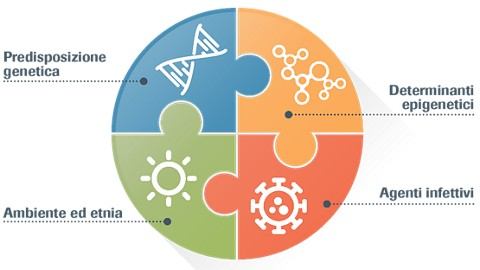 Predisposizione
genetica
Determinanti
epigenetici
Ambiente ed etnia
Agenti infettivi